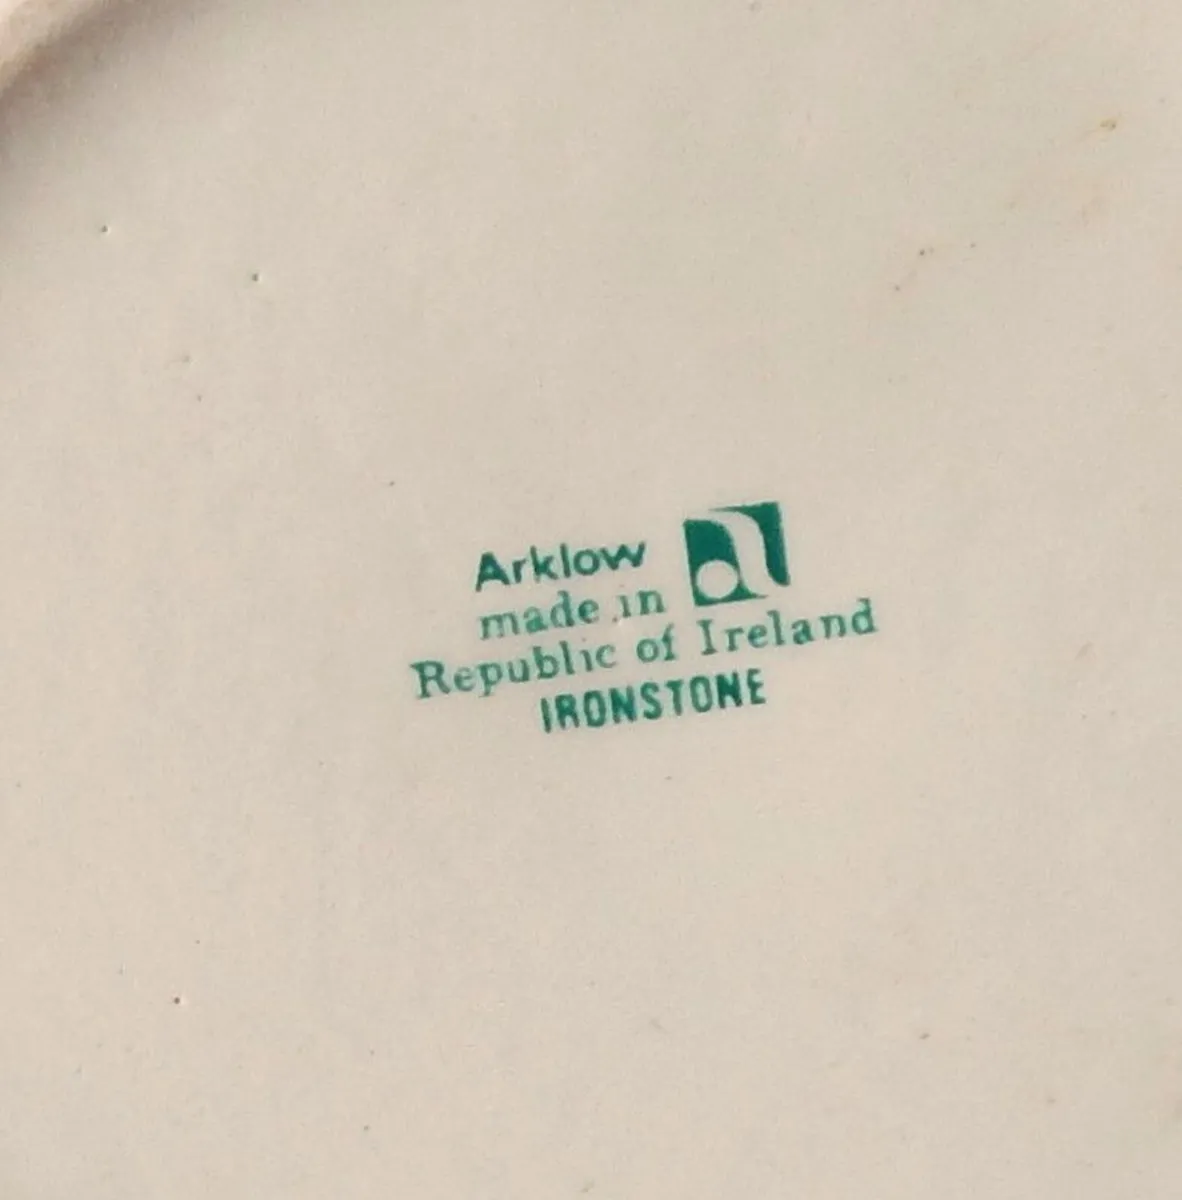 Arklow
made in
Republic of Ireland
IRONSTONE